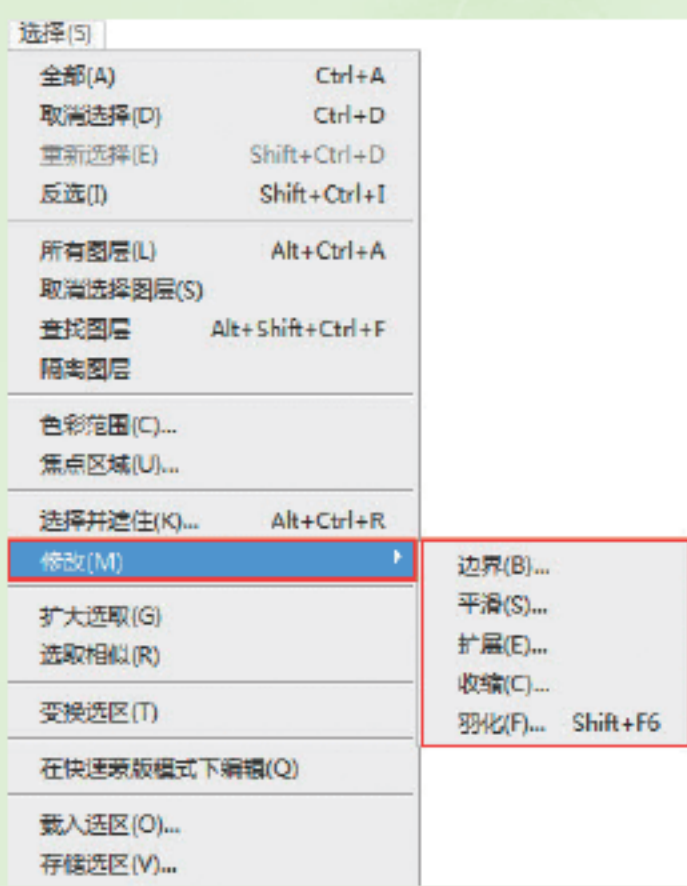 选择(S)
全部(A) Ctrl+A
取消选择(D) Ctrl+D
重新选择(E) Shift+Ctrl+D
反选(I) Shift+Ctrl+I
所有图层(L) Alt+Ctrl+A
取消选择图层(S)
查找图层 Alt+Shift+Ctrl+F
隔离图层
色彩范围(C)...
焦点区域(U)...
选择并遮住(K)... Alt+Ctrl+R
修改(M)
边界(B)...
平滑(S)...
扩展(E)...
收缩(C)...
羽化(F)... Shift+F6
扩大选取(G)
选取相似(R)
变换选区(T)
在快速蒙版模式下编辑(Q)
载入选区(O)...
存储选区(V)...